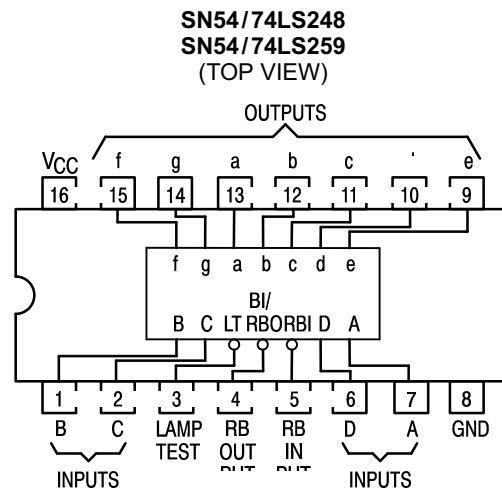 SN54/74LS248
SN54/74LS259
(TOP VIEW)
OUTPUTS
VCC f g a b c ' e
16 15 14 13 12 11 10 9
f g a b c d e
BI/
B C LT RBO RBI D A
1 2 3 4 5 6 7 8
B C LAMP RB RB D A GND
TEST OUT IN
INPUTS INPUTS